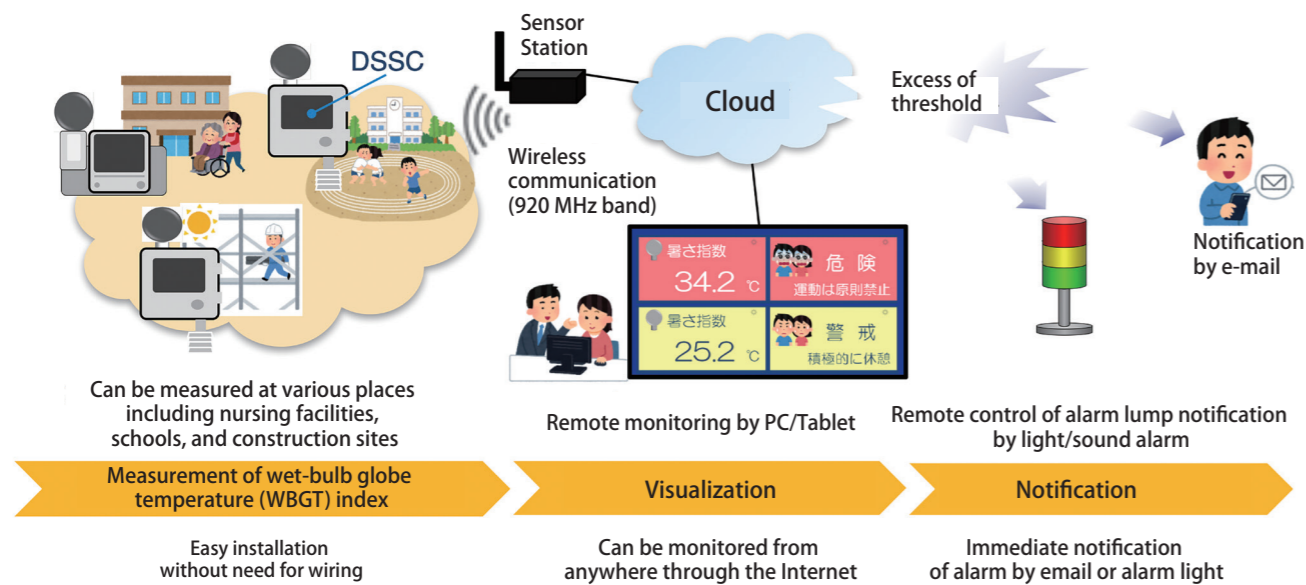 DSSC
Sensor
Station
Wireless
communication
(920 MHz band)
Cloud
Excess of
threshold
Notification
by e-mail
暑さ指数
34.2 ℃
危 険
運動は原則禁止
暑さ指数
25.2 ℃
警 戒
積極的に休憩
Can be measured at various places
including nursing facilities,
schools, and construction sites
Remote monitoring by PC/Tablet
Remote control of alarm lump notification
by light/sound alarm
Measurement of wet-bulb globe
temperature (WBGT) index
Visualization
Notification
Easy installation
without need for wiring
Can be monitored from
anywhere through the Internet
Immediate notification
of alarm by email or alarm light